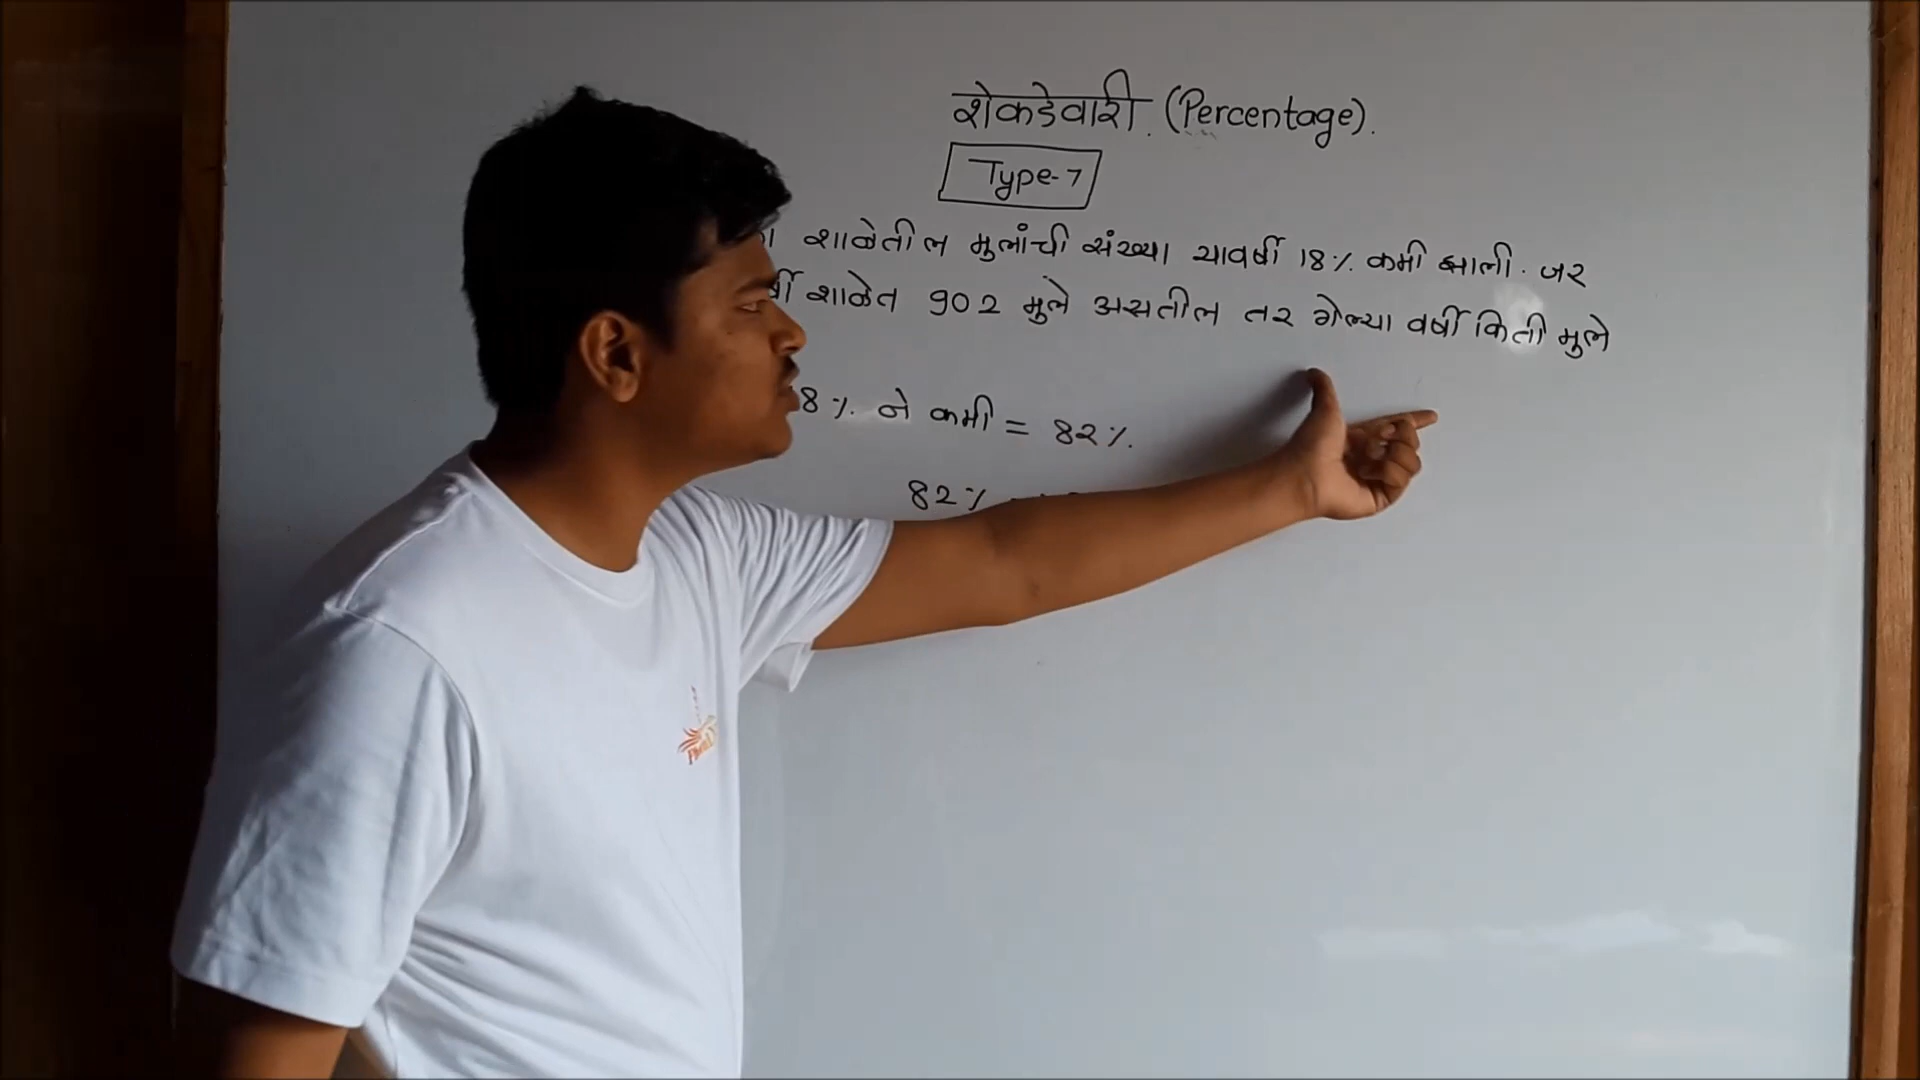 शेकडेवारी. (Percentage).
Type-7
शाळेतील मुलांची संख्या यावर्षी 18%. कमी झाली. जर
शाळेत 902 मुले असतील तर गेल्या वर्षी किती मुले
8%. ने कमी = 82%.
82%